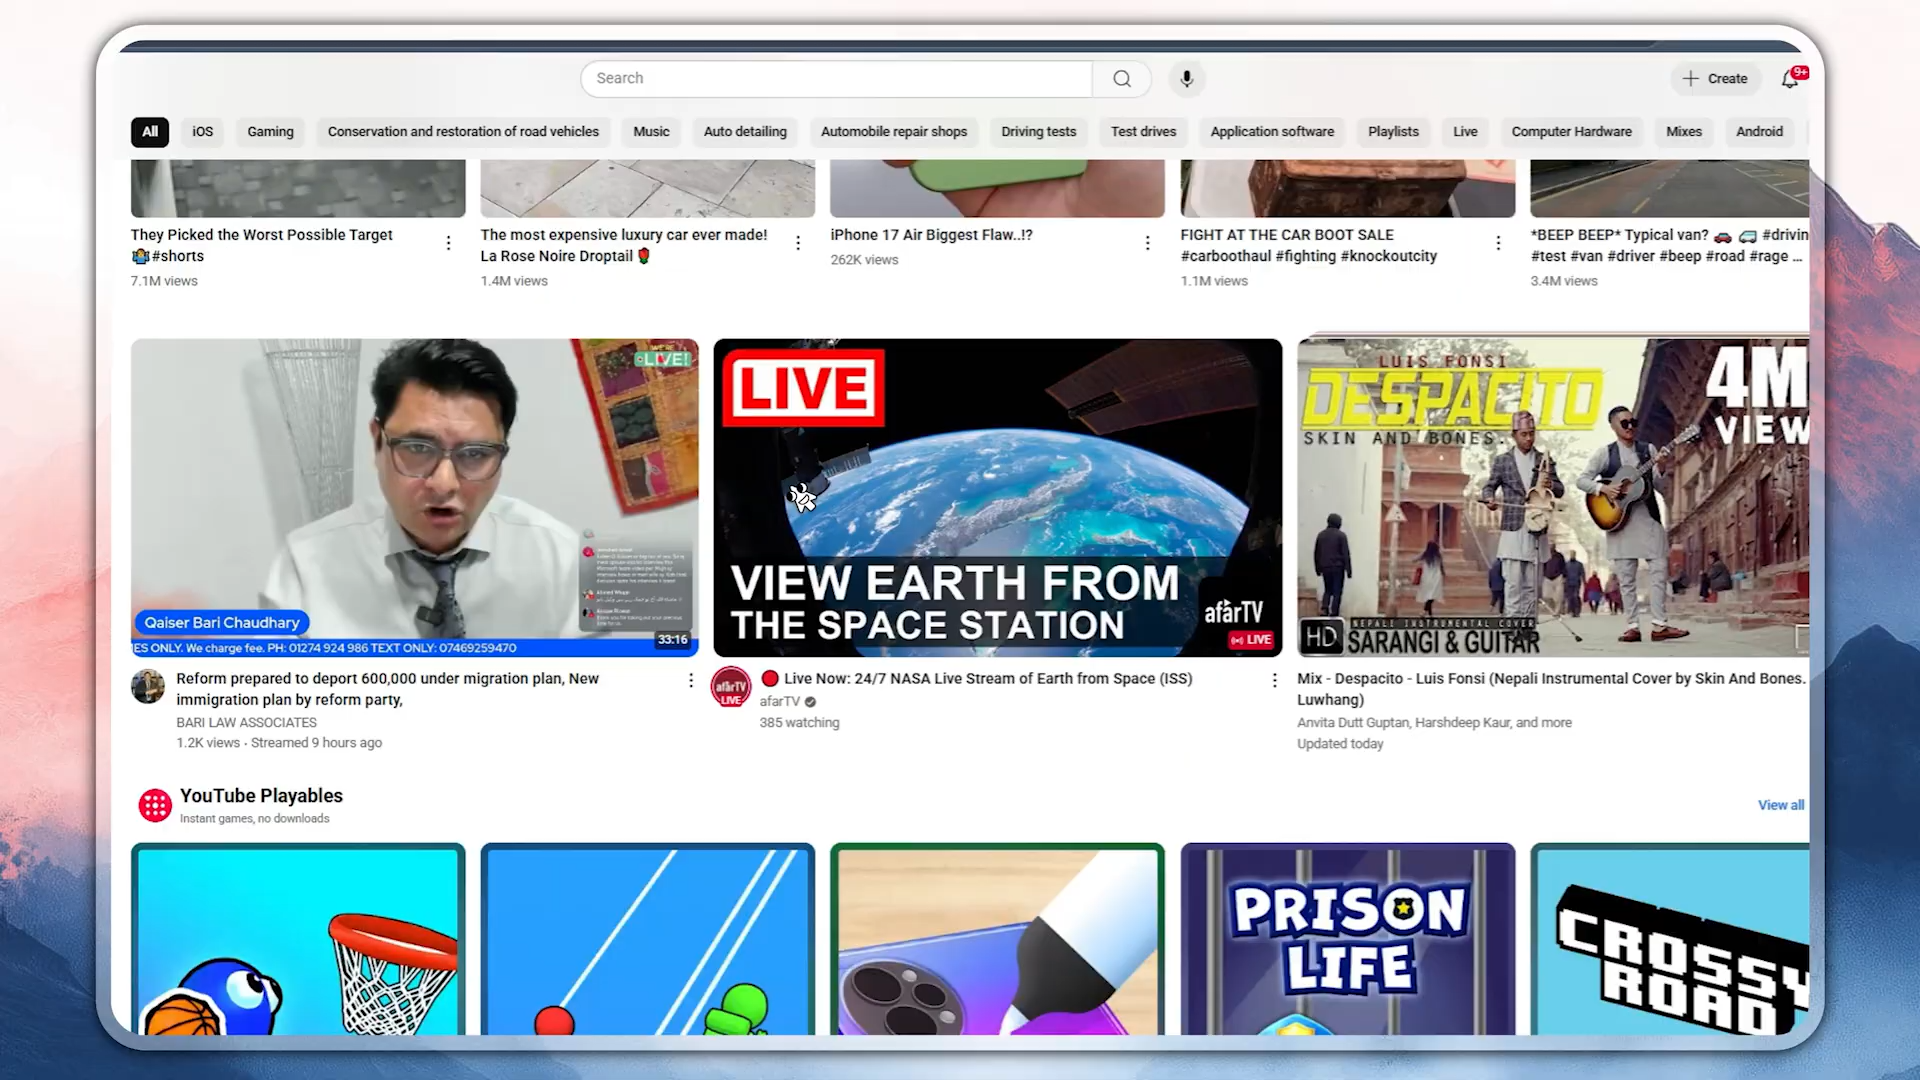 Search
Create
9+
All
iOS
Gaming
Conservation and restoration of road vehicles
Music
Auto detailing
Automobile repair shops
Driving tests
Test drives
Application software
Playlists
Live
Computer Hardware
Mixes
Android
They Picked the Worst Possible Target
#shorts
7.1M views
The most expensive luxury car ever made!
La Rose Noire Droptail
1.4M views
iPhone 17 Air Biggest Flaw..!?
262K views
FIGHT AT THE CAR BOOT SALE
#carboothaul #fighting #knockoutcity
1.1M views
*BEEP BEEP* Typical van? #drivin
#test #van #driver #beep #road #rage ...
3.4M views
LIVE!
Qaiser Bari Chaudhary
33:16
ES ONLY. We charge fee. PH: 01274 924 986 TEXT ONLY: 07469259470
Reform prepared to deport 600,000 under migration plan, New
immigration plan by reform party,
BARI LAW ASSOCIATES
1.2K views · Streamed 9 hours ago
LIVE
VIEW EARTH FROM
THE SPACE STATION
afarTV
LIVE
afarTV
LIVE
Live Now: 24/7 NASA Live Stream of Earth from Space (ISS)
afarTV
385 watching
LUIS FONSI
DESPACITO
SKIN AND BONES.
4M
VIEW
HD
NEPALI INSTRUMENTAL COVER
SARANGI & GUITAR
Mix - Despacito - Luis Fonsi (Nepali Instrumental Cover by Skin And Bones.
Luwhang)
Anvita Dutt Guptan, Harshdeep Kaur, and more
Updated today
YouTube Playables
Instant games, no downloads
View all
PRISON
LIFE
CROSSY
ROAD